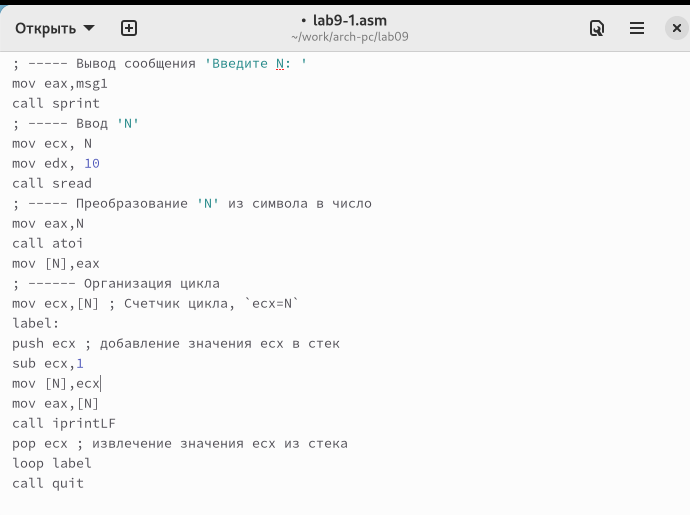 Открыть
• lab9-1.asm
~/work/arch-pc/lab09
; ----- Вывод сообщения 'Введите N: '
mov eax,msg1
call sprint
; ----- Ввод 'N'
mov ecx, N
mov edx, 10
call sread
; ----- Преобразование 'N' из символа в число
mov eax,N
call atoi
mov [N],eax
; ------ Организация цикла
mov ecx,[N] ; Счетчик цикла, `ecx=N`
label:
push ecx ; добавление значения ecx в стек
sub ecx,1
mov [N],ecx
mov eax,[N]
call iprintLF
pop ecx ; извлечение значения ecx из стека
loop label
call quit